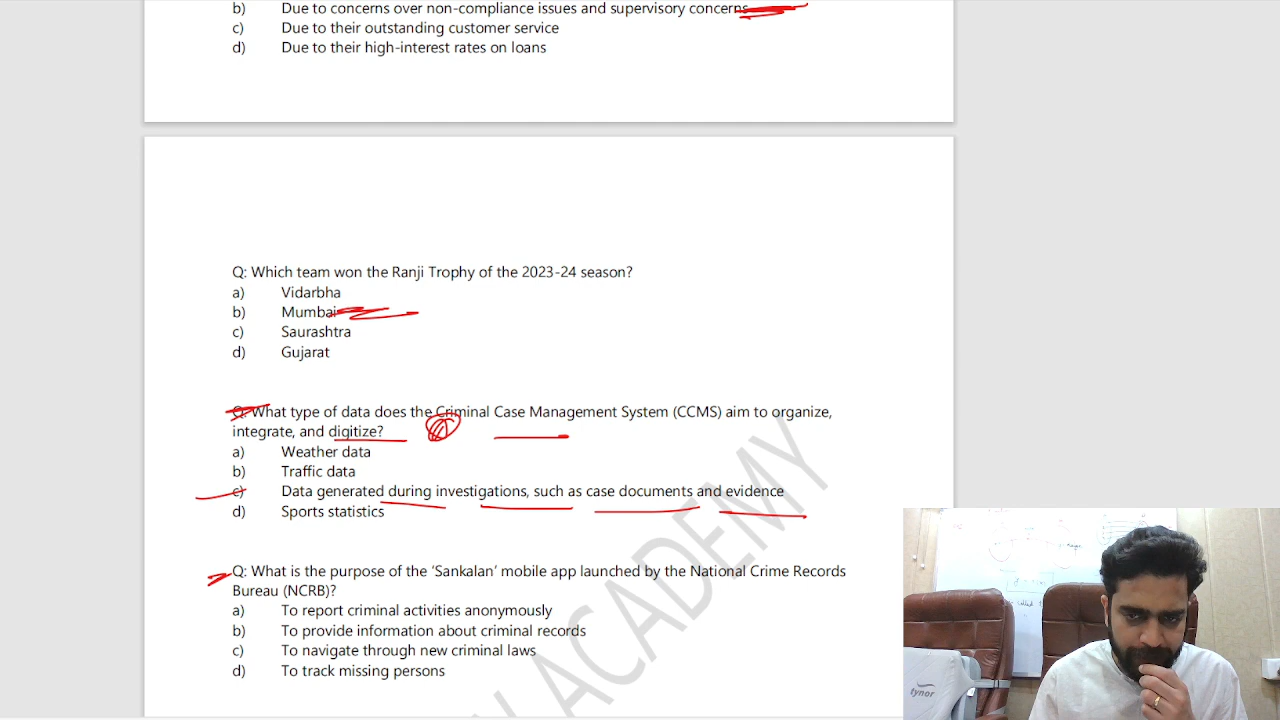 b) Due to concerns over non-compliance issues and supervisory concerns
c) Due to their outstanding customer service
d) Due to their high-interest rates on loans
Q: Which team won the Ranji Trophy of the 2023-24 season?
a) Vidarbha
b) Mumbai
c) Saurashtra
d) Gujarat
Q: What type of data does the Criminal Case Management System (CCMS) aim to organize,
integrate, and digitize?
a) Weather data
b) Traffic data
c) Data generated during investigations, such as case documents and evidence
d) Sports statistics
Q: What is the purpose of the ‘Sankalan’ mobile app launched by the National Crime Records
Bureau (NCRB)?
a) To report criminal activities anonymously
b) To provide information about criminal records
c) To navigate through new criminal laws
d) To track missing persons
ACADEMY
tynor